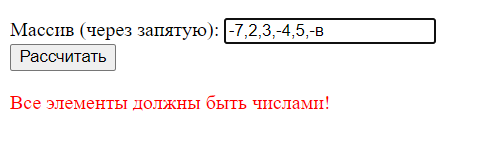 Массив (через запятую): -7,2,3,-4,5,-в
Рассчитать
Все элементы должны быть числами!